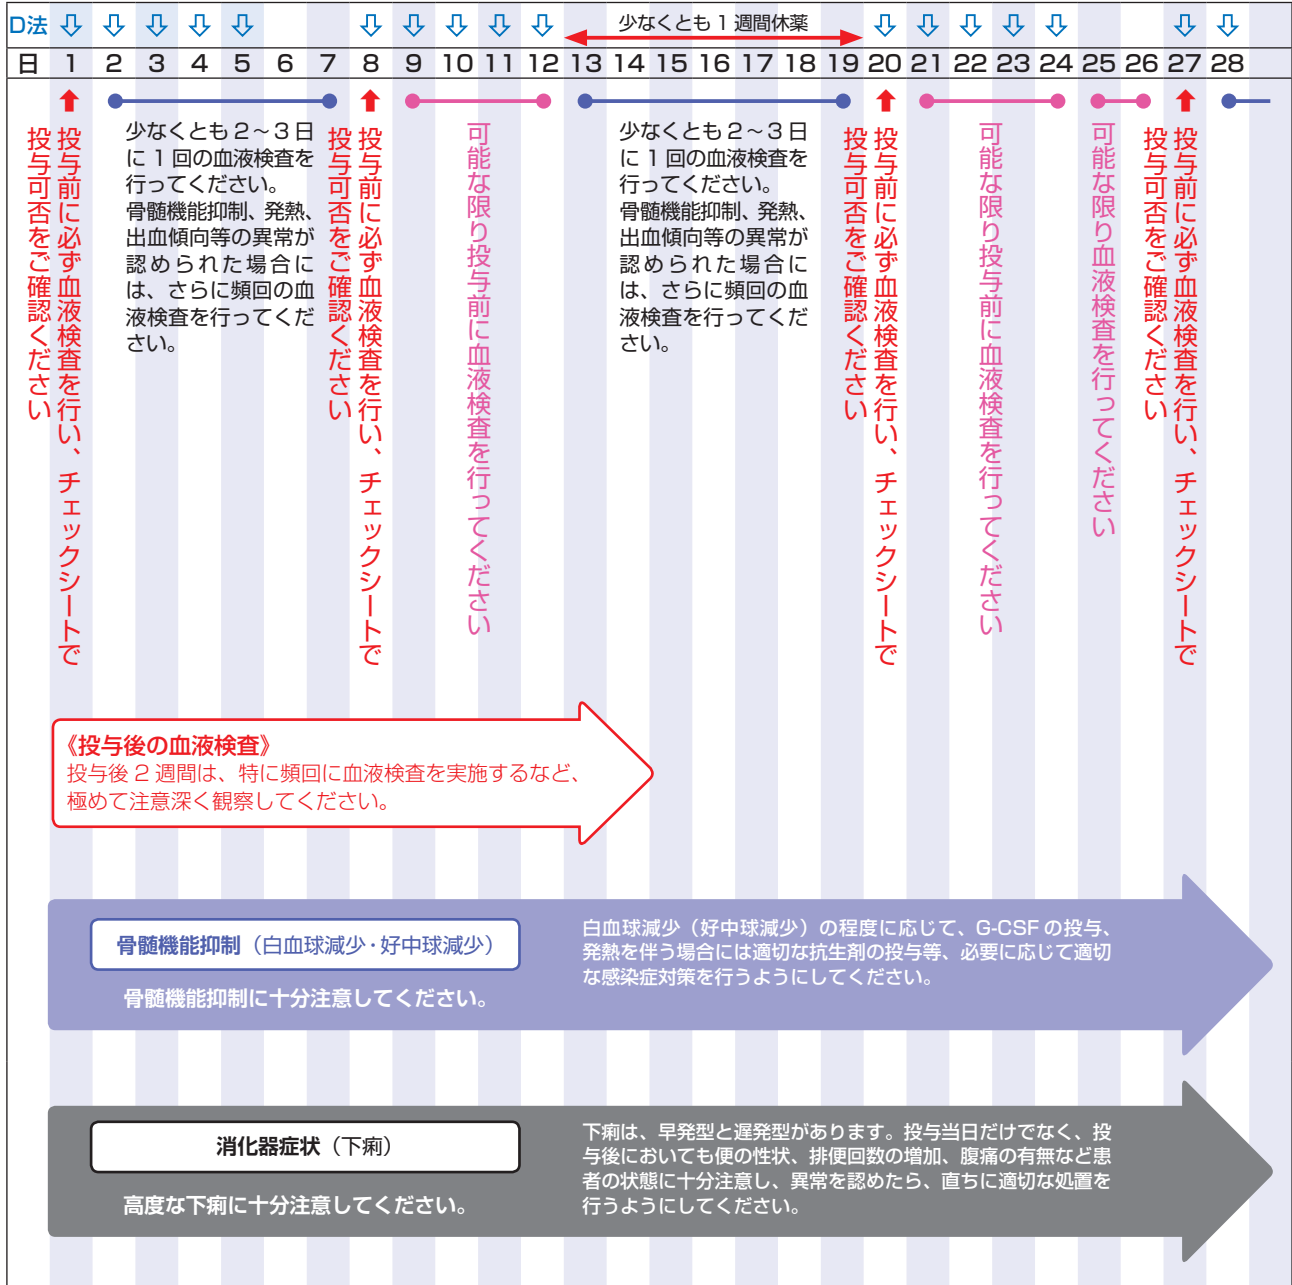 D法 少なくとも1週間休薬
日 1 2 3 4 5 6 7 8 9 10 11 12 13 14 15 16 17 18 19 20 21 22 23 24 25 26 27 28
投与前に必ず血液検査を行い、チェックシートで
投与可否をご確認ください
少なくとも2～3日
に1回の血液検査を
行ってください。
骨髄機能抑制、発熱、
出血傾向等の異常が
認められた場合に
は、さらに頻回の血
液検査を行ってくだ
さい。
投与前に必ず血液検査を行い、チェックシートで
投与可否をご確認ください
可能な限り投与前に血液検査を行ってください
少なくとも2～3日
に1回の血液検査を
行ってください。
骨髄機能抑制、発熱、
出血傾向等の異常が
認められた場合に
は、さらに頻回の血
液検査を行ってくだ
さい。
投与前に必ず血液検査を行い、チェックシートで
投与可否をご確認ください
可能な限り投与前に血液検査を行ってください
可能な限り血液検査を行ってください
投与前に必ず血液検査を行い、チェックシートで
投与可否をご確認ください
《投与後の血液検査》
投与後2週間は、特に頻回に血液検査を実施するなど、
極めて注意深く観察してください。
骨髄機能抑制（白血球減少・好中球減少）
骨髄機能抑制に十分注意してください。
白血球減少（好中球減少）の程度に応じて、G-CSFの投与、
発熱を伴う場合には適切な抗生剤の投与等、必要に応じて適切
な感染症対策を行うようにしてください。
消化器症状（下痢）
高度な下痢に十分注意してください。
下痢は、早発型と遅発型があります。投与当日だけでなく、投
与後においても便の性状、排便回数の増加、腹痛の有無など患
者の状態に十分注意し、異常を認めたら、直ちに適切な処置を
行うようにしてください。